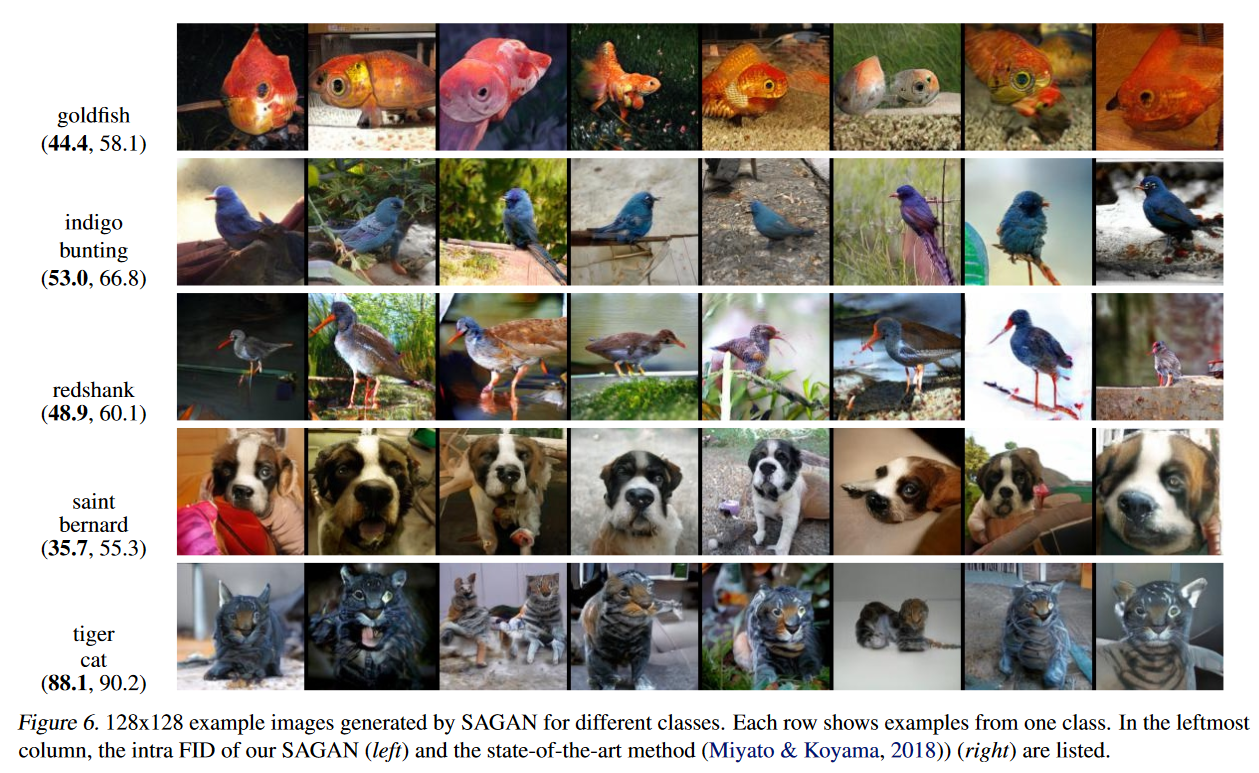 goldfish
(44.4, 58.1)
indigo
bunting
(53.0, 66.8)
redshank
(48.9, 60.1)
saint
bernard
(35.7, 55.3)
tiger
cat
(88.1, 90.2)
Figure 6. 128x128 example images generated by SAGAN for different classes. Each row shows examples from one class. In the leftmost
column, the intra FID of our SAGAN (left) and the state-of-the-art method (Miyato & Koyama, 2018)) (right) are listed.